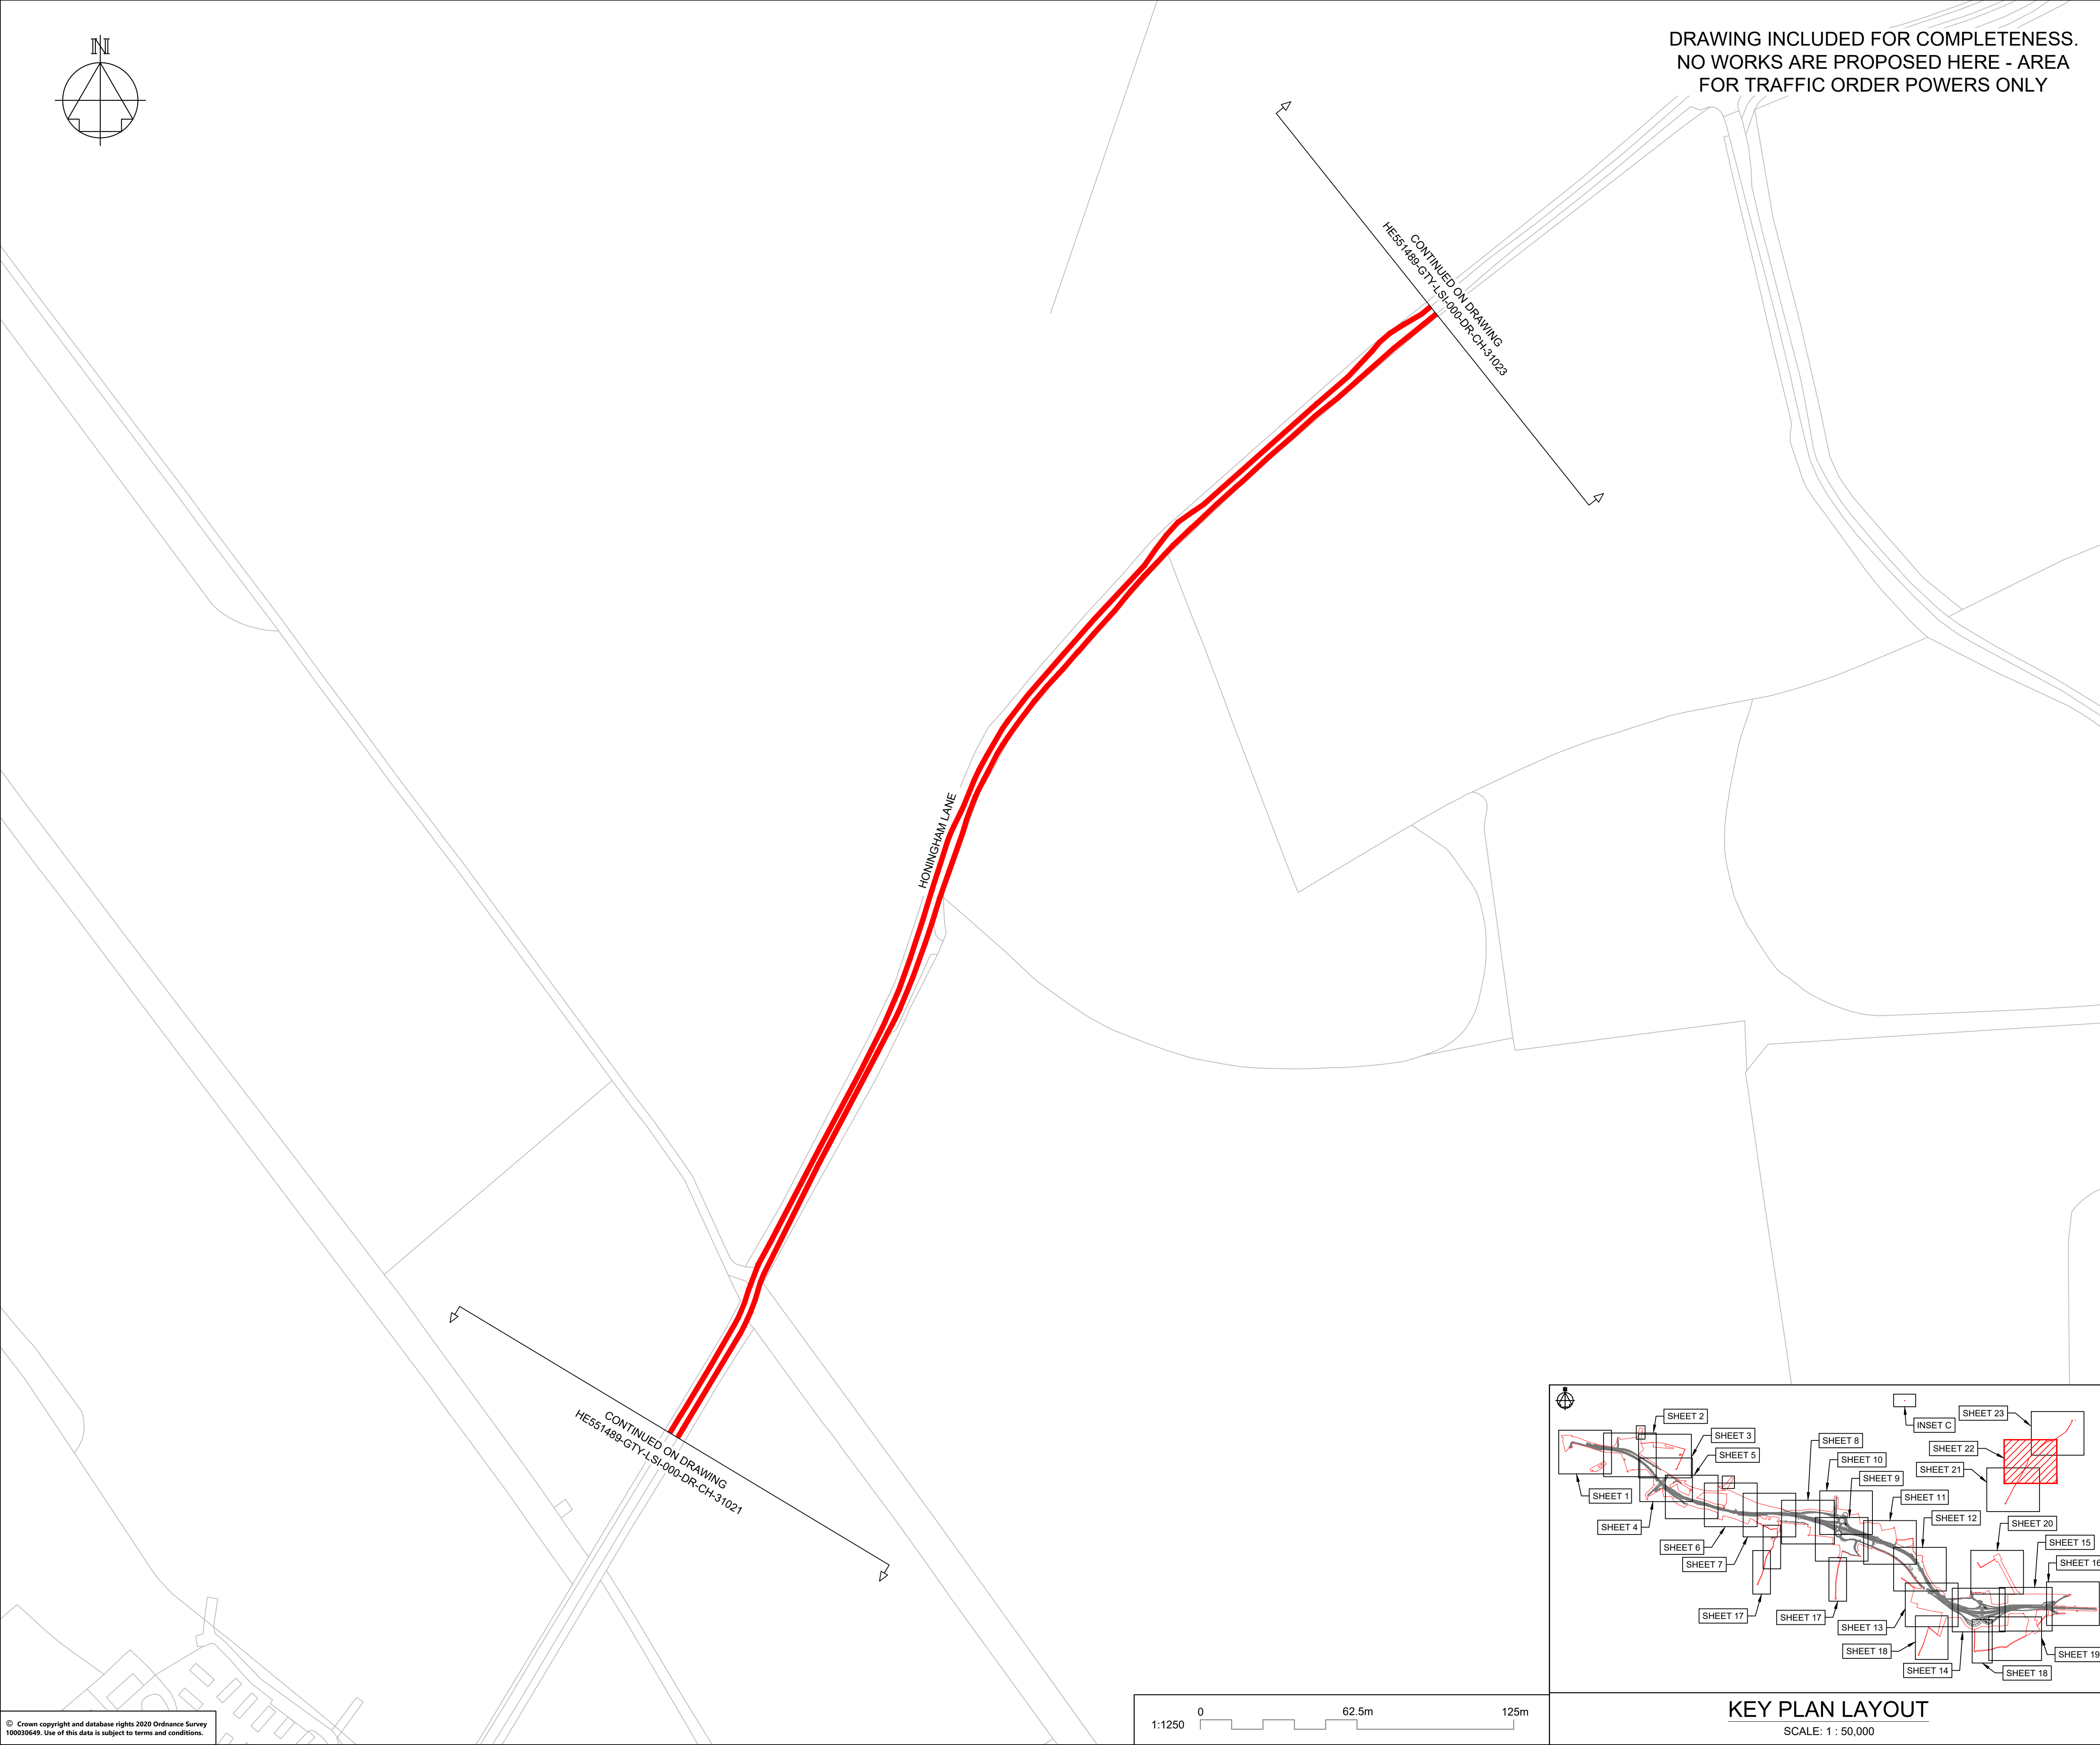 N
DRAWING INCLUDED FOR COMPLETENESS.
NO WORKS ARE PROPOSED HERE - AREA
FOR TRAFFIC ORDER POWERS ONLY
CONTINUED ON DRAWING
HE551489-GTY-LSI-000-DR-CH-31023
HONINGHAM LANE
CONTINUED ON DRAWING
HE551489-GTY-LSI-000-DR-CH-31021
SHEET 2
SHEET 3
SHEET 5
SHEET 8
SHEET 10
SHEET 9
SHEET 11
SHEET 12
INSET C
SHEET 23
SHEET 22
SHEET 21
SHEET 20
SHEET 15
SHEET 16
SHEET 1
SHEET 4
SHEET 6
SHEET 7
SHEET 17
SHEET 17
SHEET 13
SHEET 18
SHEET 14
SHEET 18
SHEET 19
KEY PLAN LAYOUT
SCALE: 1 : 50,000
1:1250
0
62.5m
125m
© Crown copyright and database rights 2020 Ordnance Survey
100030649. Use of this data is subject to terms and conditions.